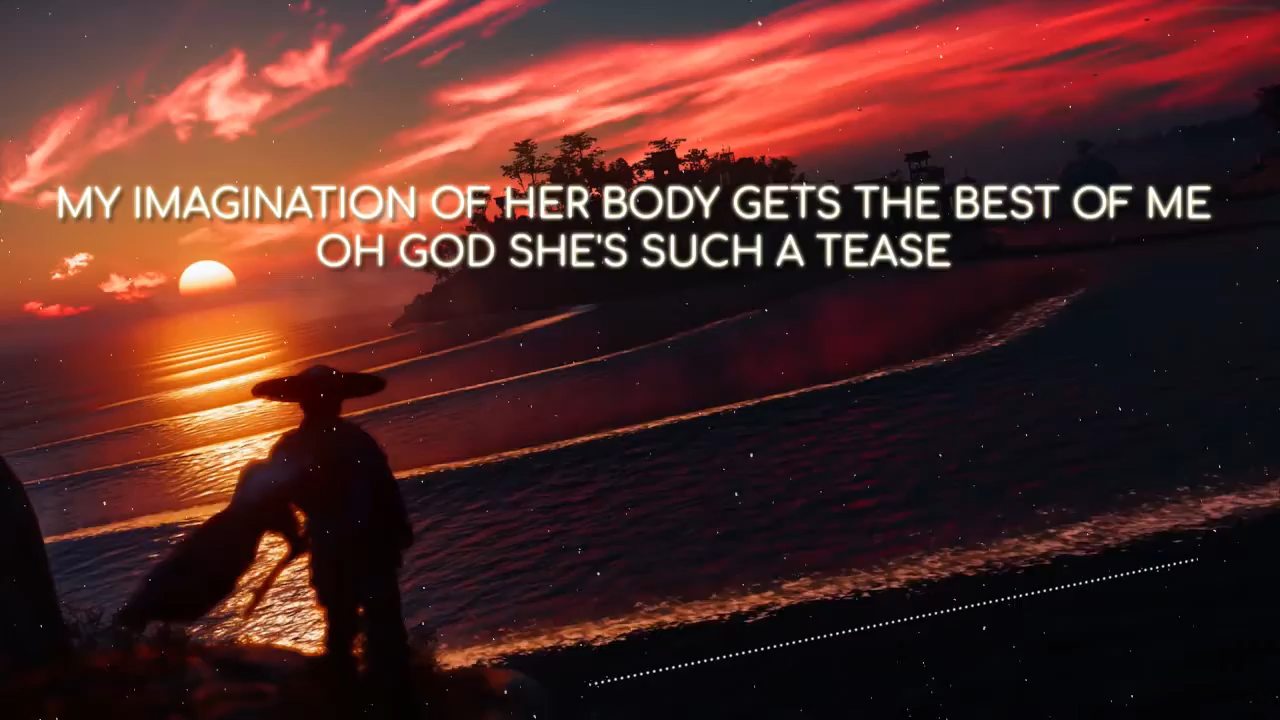 MY IMAGINATION OF HER BODY GETS THE BEST OF ME
OH GOD SHE'S SUCH A TEASE